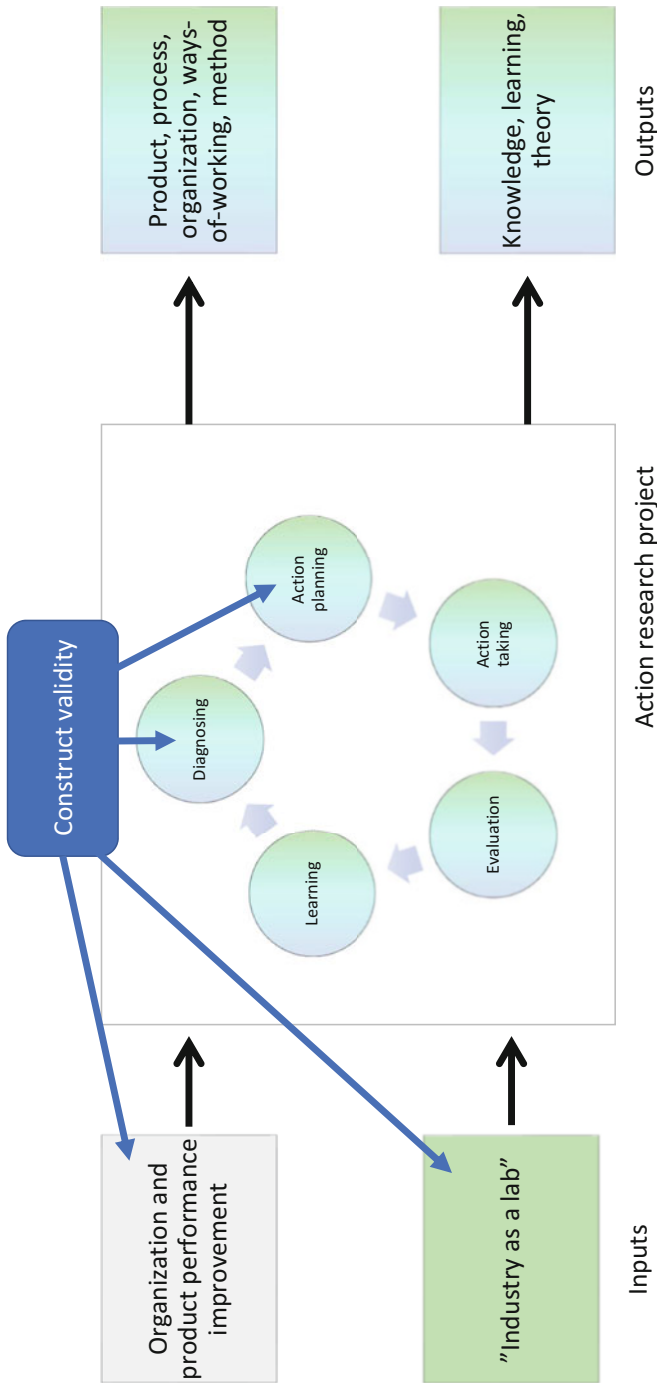 Construct validity
Organization and
product performance
improvement
"Industry as a lab"
Inputs
Diagnosing
Action
planning
Action
taking
Evaluation
Learning
Action research project
Product, process,
organization, ways-
of-working, method
Knowledge, learning,
theory
Outputs